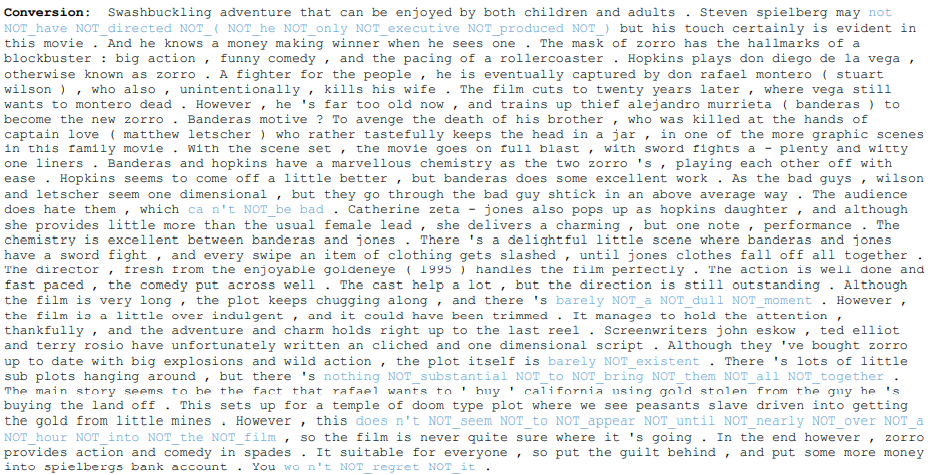 Conversion: Swashbuckling adventure that can be enjoyed by both children and adults . Steven spielberg may not
NOT_have NOT_directed NOT_( NOT_he NOT_only NOT_executive NOT_produced NOT_) but his touch certainly is evident in
this movie . And he knows a money making winner when he sees one . The mask of zorro has the hallmarks of a
blockbuster : big action , funny comedy , and the pacing of a rollercoaster . Hopkins plays don diego de la vega ,
otherwise known as zorro . A fighter for the people , he is eventually captured by don rafael montero ( stuart
wilson ) , who also , unintentionally , kills his wife . The film cuts to twenty years later , where vega still
wants to montero dead . However , he 's far too old now , and trains up thief alejandro murrieta ( banderas ) to
become the new zorro . Banderas motive ? To avenge the death of his brother , who was killed at the hands of
captain love ( matthew letscher ) who rather tastefully keeps the head in a jar , in one of the more graphic scenes
in this family movie . With the scene set , the movie goes on full blast , with sword fights a - plenty and witty
one liners . Banderas and hopkins have a marvellous chemistry as the two zorro 's , playing each other off with
ease . Hopkins seems to come off a little better , but banderas does some excellent work . As the bad guys , wilson
and letscher seem one dimensional , but they go through the bad guy shtick in an above average way . The audience
does hate them , which ca n't NOT_be bad . Catherine zeta - jones also pops up as hopkins daughter , and although
she provides little more than the usual female lead , she delivers a charming , but one note , performance . The
chemistry is excellent between banderas and jones . There 's a delightful little scene where banderas and jones
have a sword fight , and every swipe an item of clothing gets slashed , until jones clothes fall off all together .
The director , fresh from the enjoyable goldeneye ( 1995 ) handles the film perfectly . The action is well done and
fast paced , the comedy put across well . The cast help a lot , but the direction is still outstanding . Although
the film is very long , the plot keeps chugging along , and there 's barely NOT_a NOT_dull NOT_moment . However ,
the film is a little over indulgent , and it could have been trimmed . It manages to hold the attention ,
thankfully , and the adventure and charm holds right up to the last reel . Screenwriters john eskow , ted elliot
and terry rosio have unfortunately written an cliched and one dimensional script . Although they 've bought zorro
up to date with big explosions and wild action , the plot itself is barely NOT_existent . There 's lots of little
sub plots hanging around , but there 's nothing NOT_substantial NOT_to NOT_bring NOT_them NOT_all NOT_together .
The main story seems to be the fact that rafael wants to ' buy ' california using gold stolen from the guy he 's
buying the land off . This sets up for a temple of doom type plot where we see peasants slave driven into getting
the gold from little mines . However , this does n't NOT_seem NOT_to NOT_appear NOT_until NOT_nearly NOT_over NOT_a
NOT_hour NOT_into NOT_the NOT_film , so the film is never quite sure where it 's going . In the end however , zorro
provides action and comedy in spades . It suitable for everyone , so put the guilt behind , and put some more money
into spielbergs bank account . You wo n't NOT_regret NOT_it .